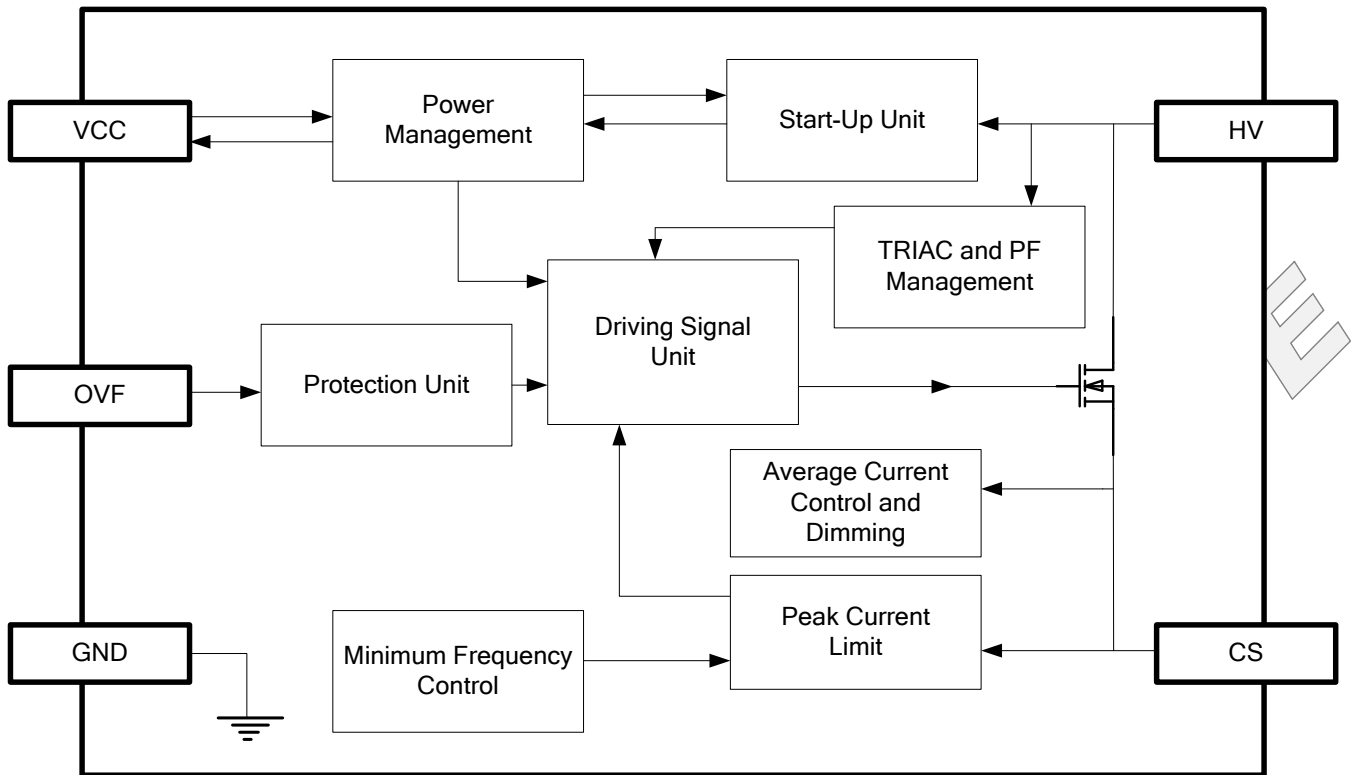 VCC
Power
Management
Start-Up Unit
HV
TRIAC and PF
Management
Driving Signal
Unit
OVF
Protection Unit
Average Current
Control and
Dimming
GND
Minimum Frequency
Control
Peak Current
Limit
CS
E